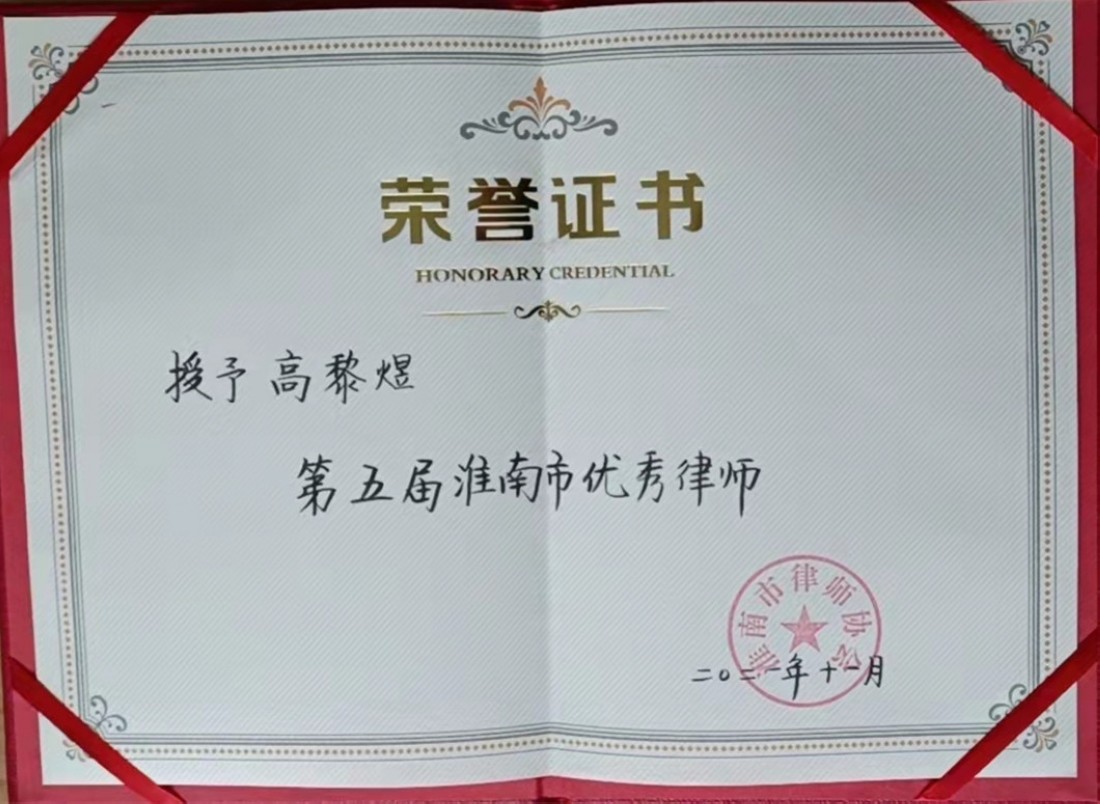 荣誉证书
HONORARY CREDENTIAL
授予高黎煜
第五届淮南市优秀律师
淮南市律师协会
二〇二一年十一月